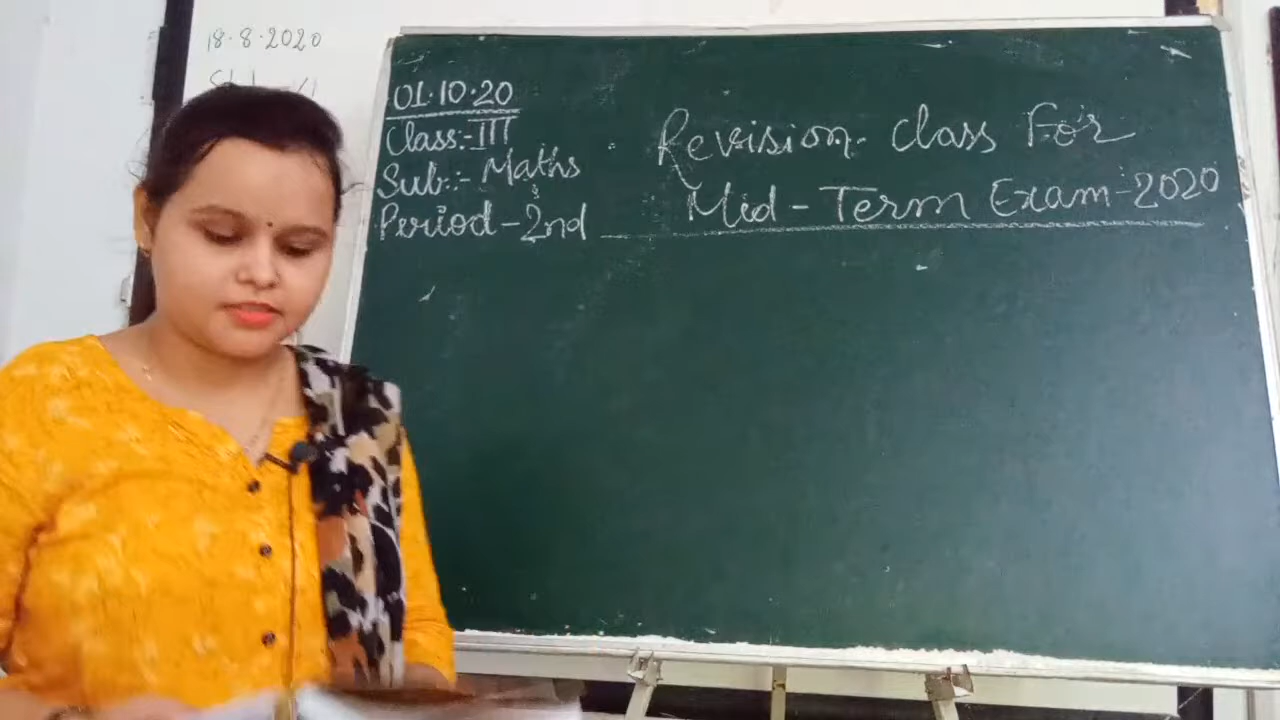 18.8.2020
01.10.20
Class:-III
Sub:- Maths
Period-2nd
Revision Class For
Mid-Term Exam-2020